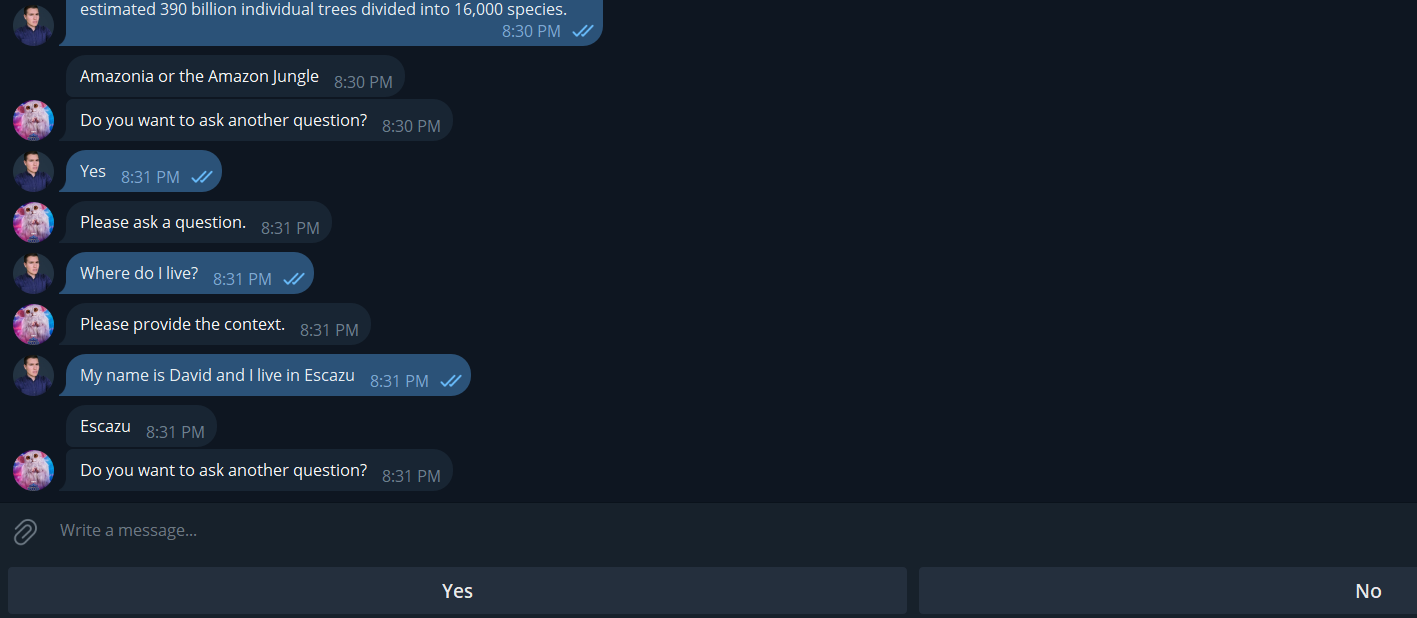 estimated 390 billion individual trees divided into 16,000 species.
8:30 PM
Amazonia or the Amazon Jungle 8:30 PM
Do you want to ask another question? 8:30 PM
Yes 8:31 PM
Please ask a question. 8:31 PM
Where do I live? 8:31 PM
Please provide the context. 8:31 PM
My name is David and I live in Escazu 8:31 PM
Escazu 8:31 PM
Do you want to ask another question? 8:31 PM
Write a message...
Yes No